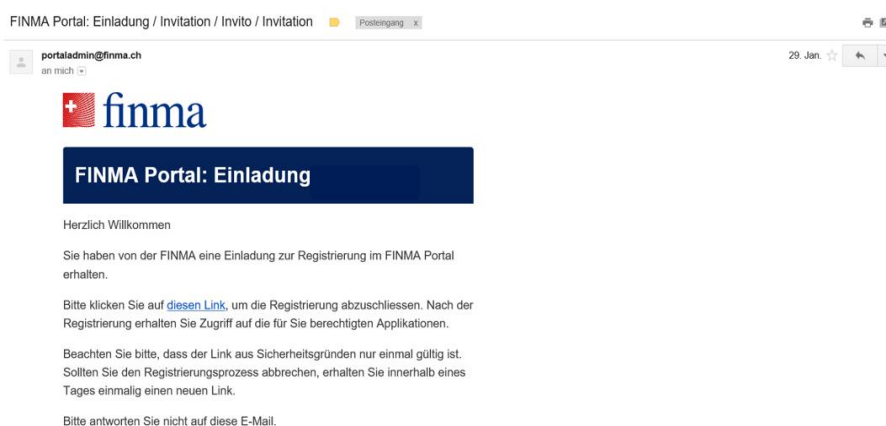 FINMA Portal: Einladung / Invitation / Invito / Invitation
Posteingang x
portaladmin@finma.ch
29. Jan.
an mich
finma
FINMA Portal: Einladung
Herzlich Willkommen
Sie haben von der FINMA eine Einladung zur Registrierung im FINMA Portal
erhalten.
Bitte klicken Sie auf diesen Link, um die Registrierung abzuschliessen. Nach der
Registrierung erhalten Sie Zugriff auf die für Sie berechtigten Applikationen.
Beachten Sie bitte, dass der Link aus Sicherheitsgründen nur einmal gültig ist.
Sollten Sie den Registrierungsprozess abbrechen, erhalten Sie innerhalb eines
Tages einmalig einen neuen Link.
Bitte antworten Sie nicht auf diese E-Mail.